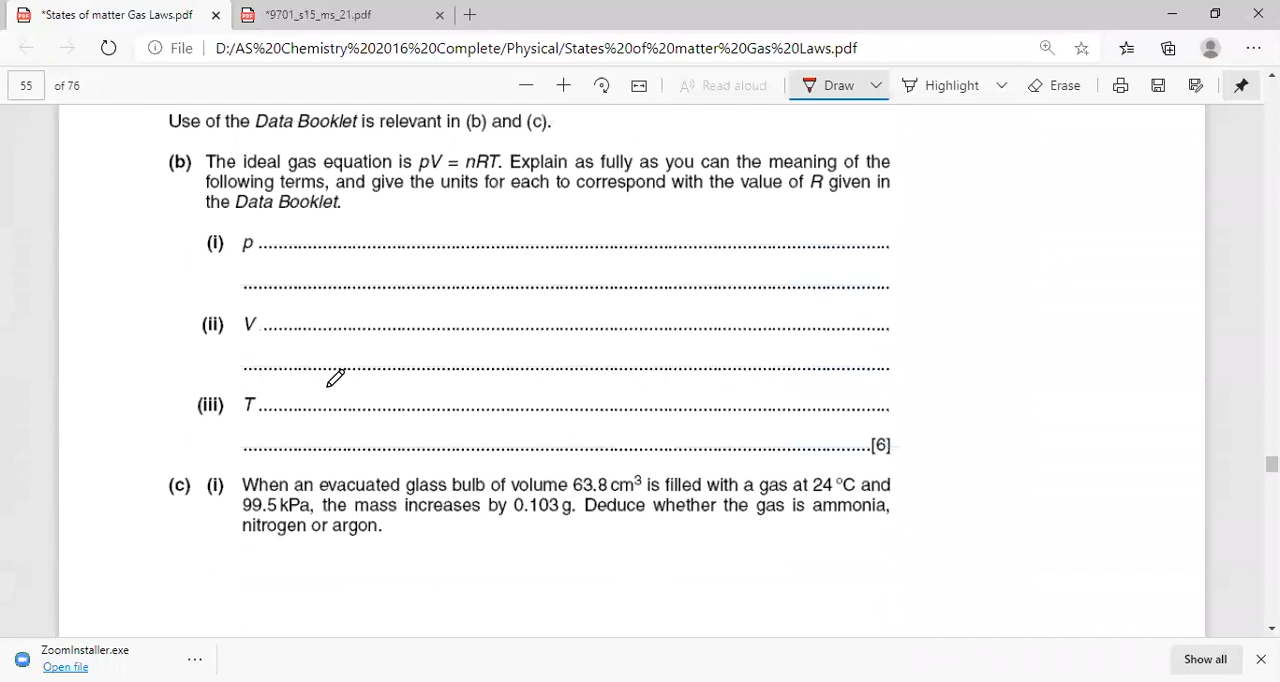 *States of matter Gas Laws.pdf
*9701_s15_ms_21.pdf
File
D:/AS%20Chemistry%202016%20Complete/Physical/States%20of%20matter%20Gas%20Laws.pdf
55 of 76
Read aloud
Draw
Highlight
Erase
Use of the Data Booklet is relevant in (b) and (c).
(b) The ideal gas equation is pV = nRT. Explain as fully as you can the meaning of the
following terms, and give the units for each to correspond with the value of R given in
the Data Booklet.
(i) p ................................................................
................................................................
(ii) V ................................................................
................................................................
(iii) T ................................................................
................................................................[6]
(c) (i) When an evacuated glass bulb of volume 63.8 cm³ is filled with a gas at 24 °C and
99.5 kPa, the mass increases by 0.103 g. Deduce whether the gas is ammonia,
nitrogen or argon.
ZoomInstaller.exe
Open file
Show all